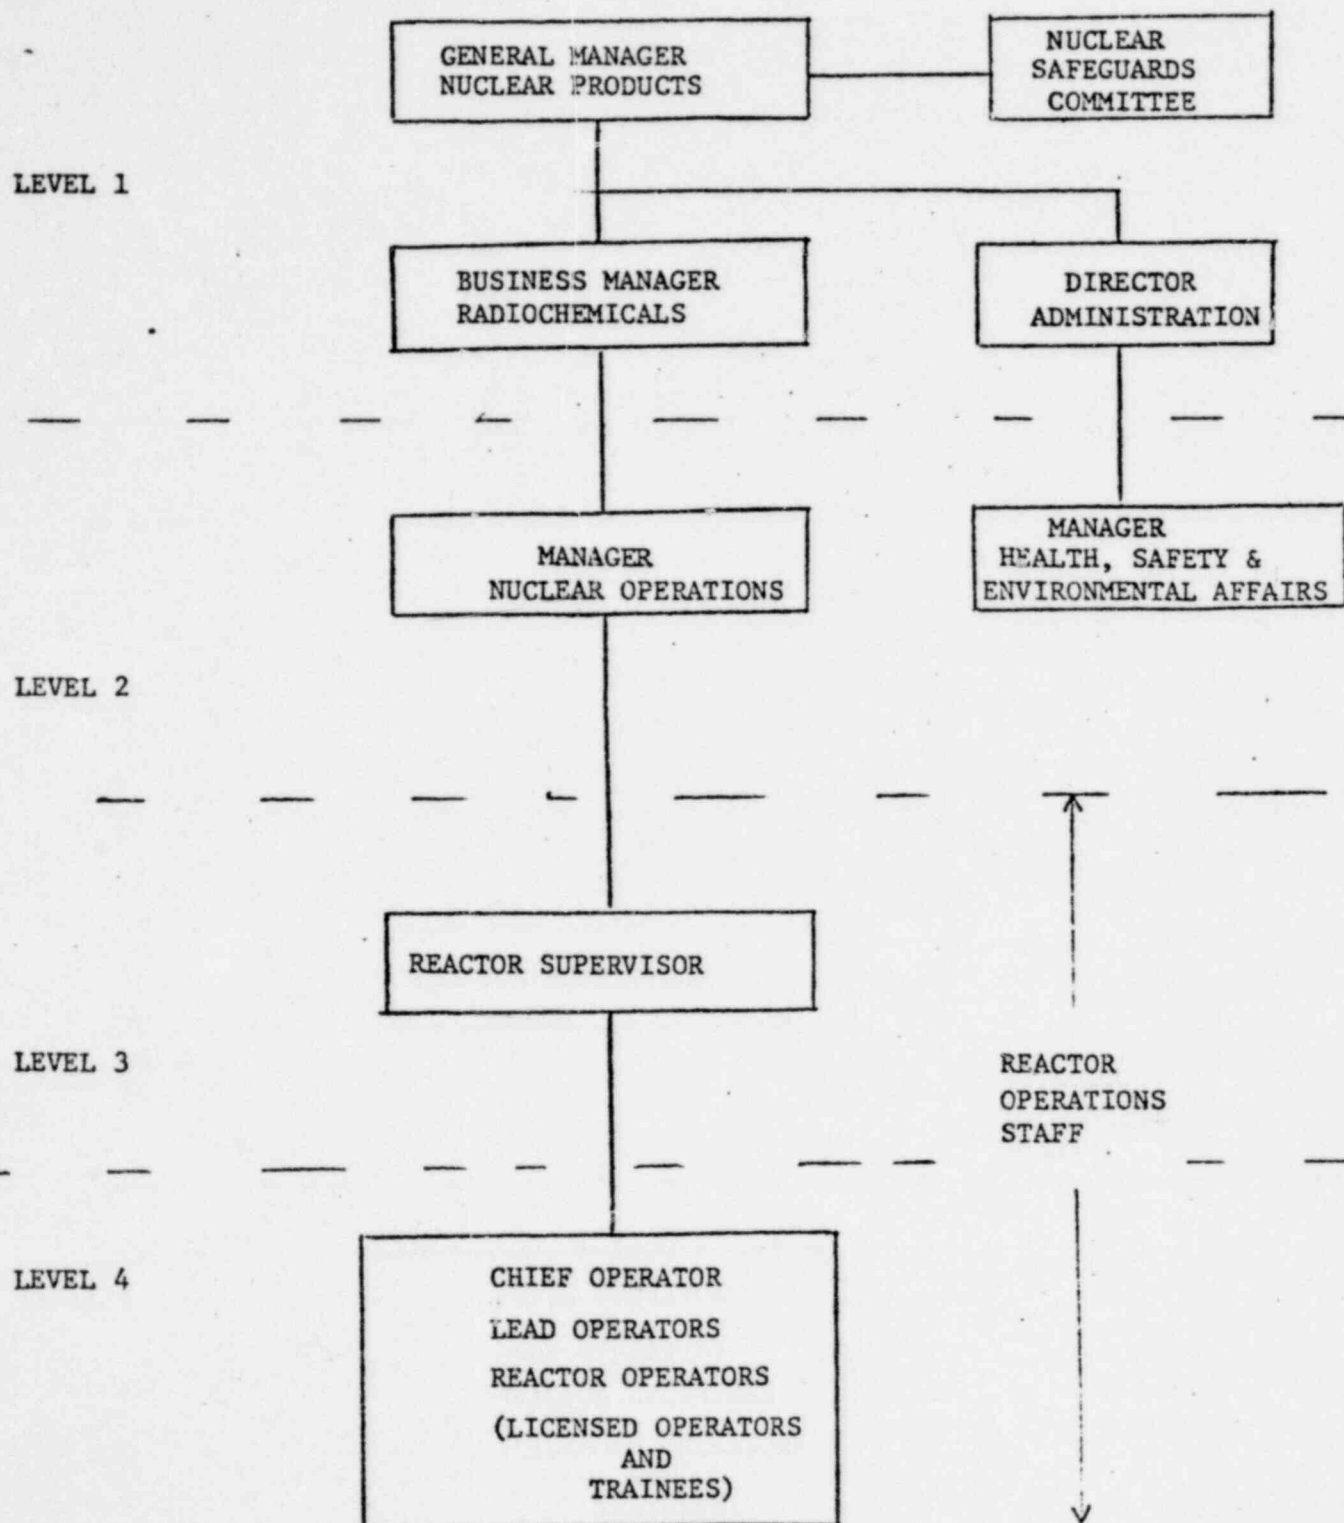 GENERAL MANAGER
NUCLEAR PRODUCTS
NUCLEAR
SAFEGUARDS
COMMITTEE
LEVEL 1
BUSINESS MANAGER
RADIOCHEMICALS
DIRECTOR
ADMINISTRATION
MANAGER
NUCLEAR OPERATIONS
MANAGER
HEALTH, SAFETY &
ENVIRONMENTAL AFFAIRS
LEVEL 2
REACTOR SUPERVISOR
LEVEL 3
REACTOR
OPERATIONS
STAFF
LEVEL 4
CHIEF OPERATOR
LEAD OPERATORS
REACTOR OPERATORS
(LICENSED OPERATORS
AND
TRAINEES)